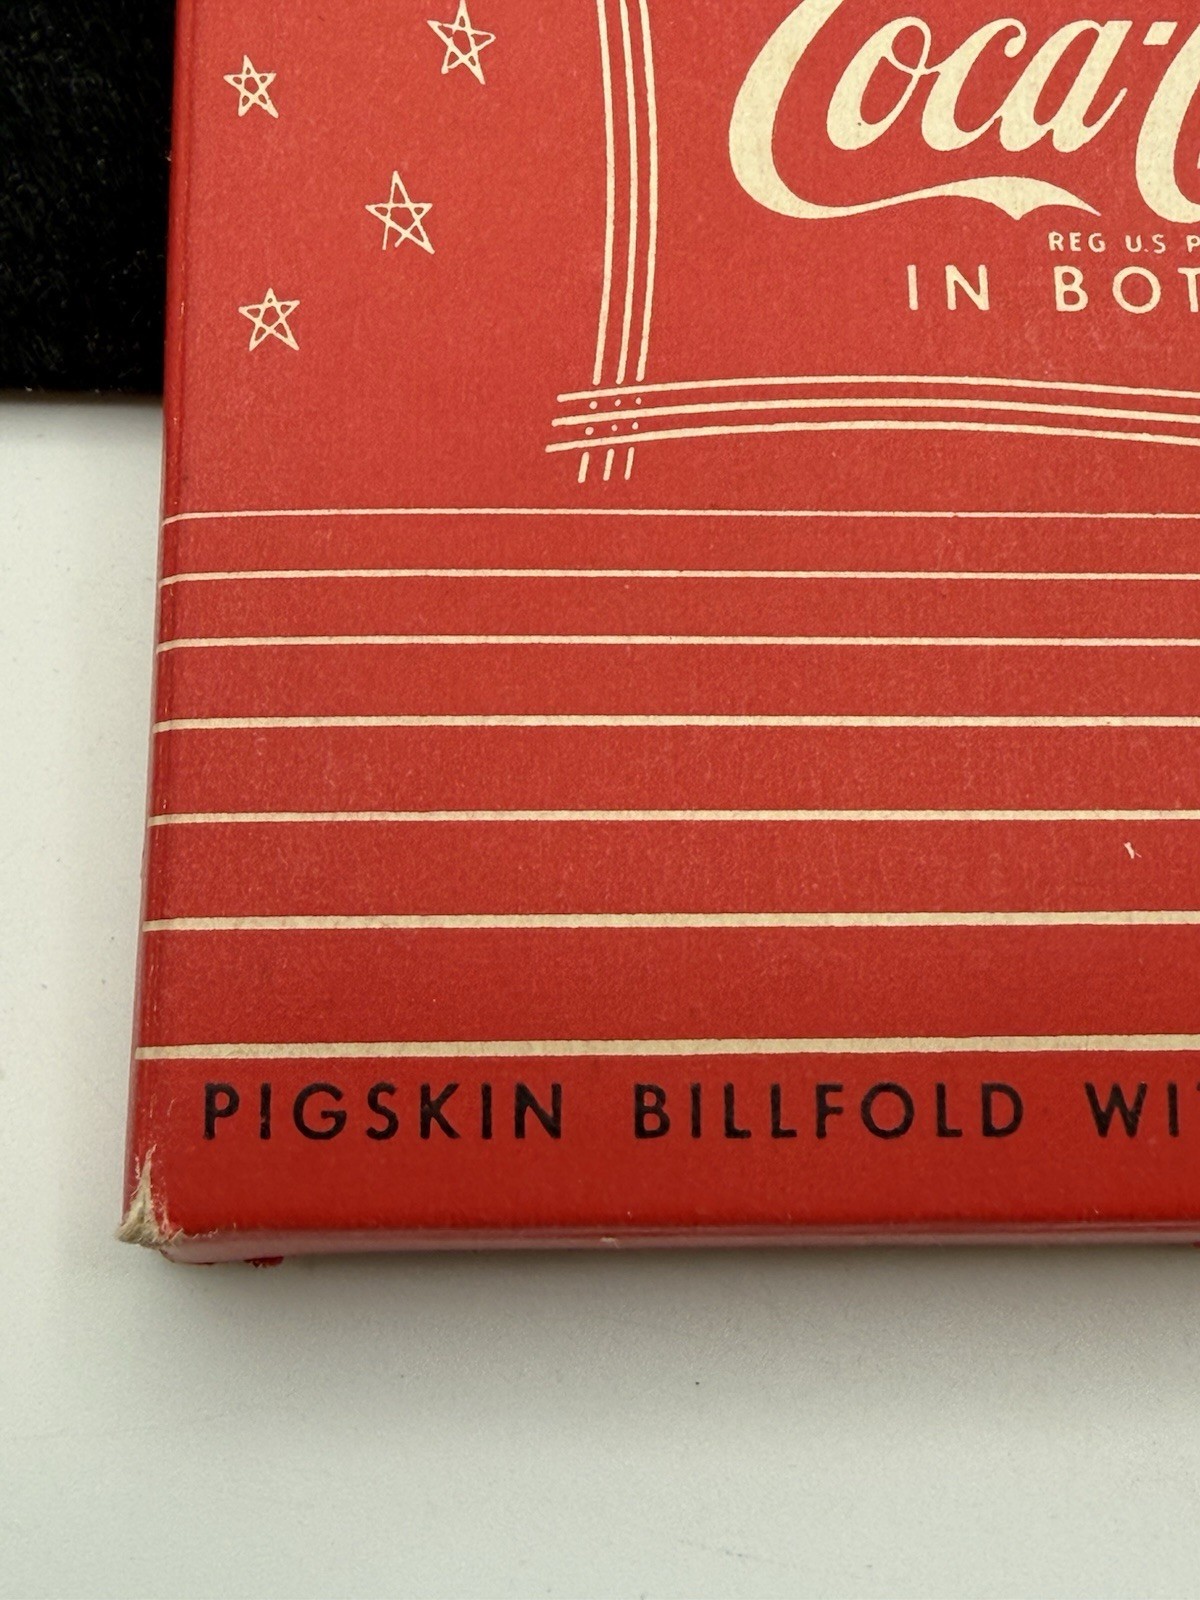 Coca-C
REG U.S P
IN BOT
PIGSKIN BILLFOLD WI